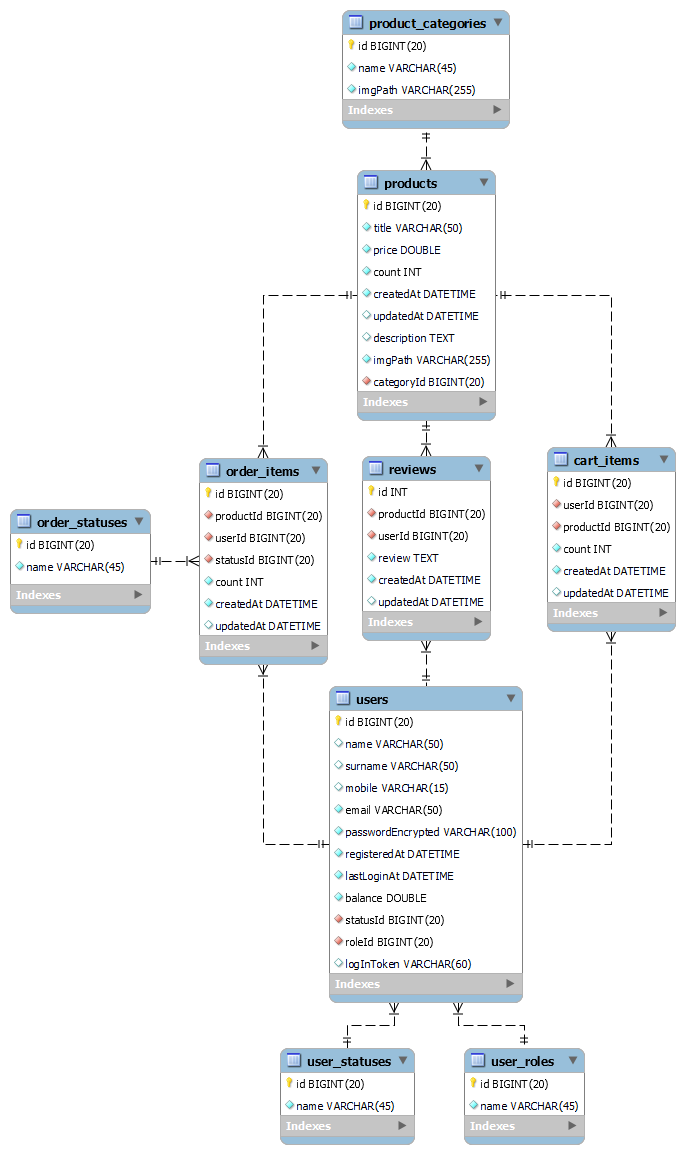 product_categories
id BIGINT(20)
name VARCHAR(45)
imgPath VARCHAR(255)
Indexes
products
id BIGINT(20)
title VARCHAR(50)
price DOUBLE
count INT
createdAt DATETIME
updatedAt DATETIME
description TEXT
imgPath VARCHAR(255)
categoryId BIGINT(20)
Indexes
order_items
id BIGINT(20)
productId BIGINT(20)
userId BIGINT(20)
statusId BIGINT(20)
count INT
createdAt DATETIME
updatedAt DATETIME
Indexes
reviews
id INT
productId BIGINT(20)
userId BIGINT(20)
review TEXT
createdAt DATETIME
updatedAt DATETIME
Indexes
cart_items
id BIGINT(20)
userId BIGINT(20)
productId BIGINT(20)
count INT
createdAt DATETIME
updatedAt DATETIME
Indexes
order_statuses
id BIGINT(20)
name VARCHAR(45)
Indexes
users
id BIGINT(20)
name VARCHAR(50)
surname VARCHAR(50)
mobile VARCHAR(15)
email VARCHAR(50)
passwordEncrypted VARCHAR(100)
registeredAt DATETIME
lastLoginAt DATETIME
balance DOUBLE
statusId BIGINT(20)
roleId BIGINT(20)
logInToken VARCHAR(60)
Indexes
user_statuses
id BIGINT(20)
name VARCHAR(45)
Indexes
user_roles
id BIGINT(20)
name VARCHAR(45)
Indexes